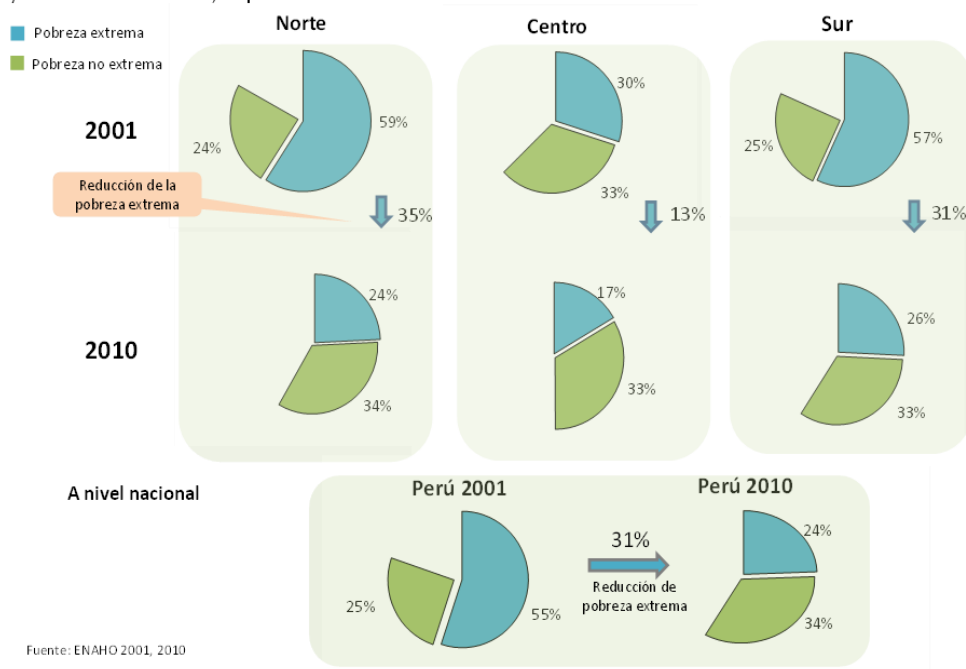 Norte
Centro
Sur
Pobreza extrema
Pobreza no extrema
2001
59%
24%
30%
33%
57%
25%
Reducción de la
pobreza extrema
35%
13%
31%
2010
24%
34%
17%
33%
26%
33%
A nivel nacional
Perú 2001
Perú 2010
55%
25%
31%
Reducción de
pobreza extrema
24%
34%
Fuente: ENAHO 2001, 2010